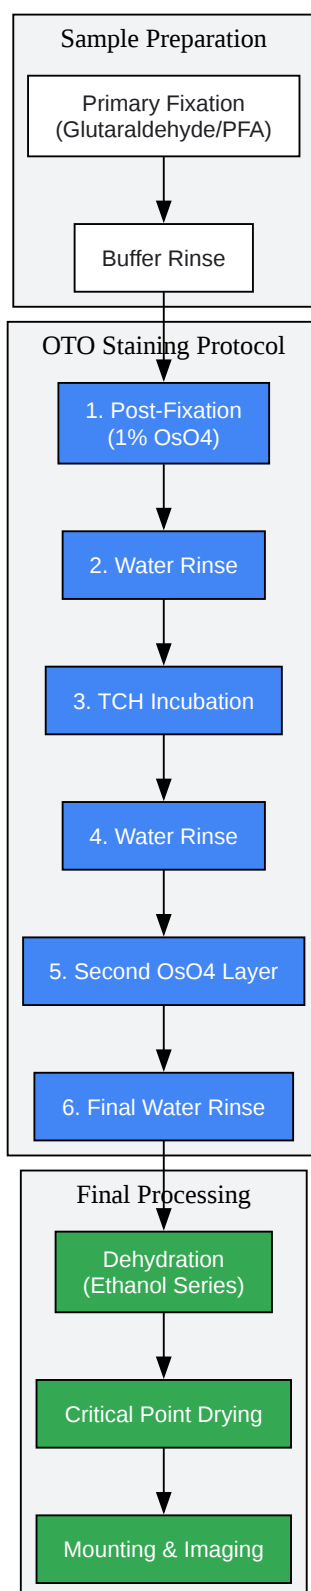 Sample Preparation
Primary Fixation
(Glutaraldehyde/PFA)
Buffer Rinse
OTO Staining Protocol
1. Post-Fixation
(1% OsO4)
2. Water Rinse
3. TCH Incubation
4. Water Rinse
5. Second OsO4 Layer
6. Final Water Rinse
Final Processing
Dehydration
(Ethanol Series)
Critical Point Drying
Mounting & Imaging